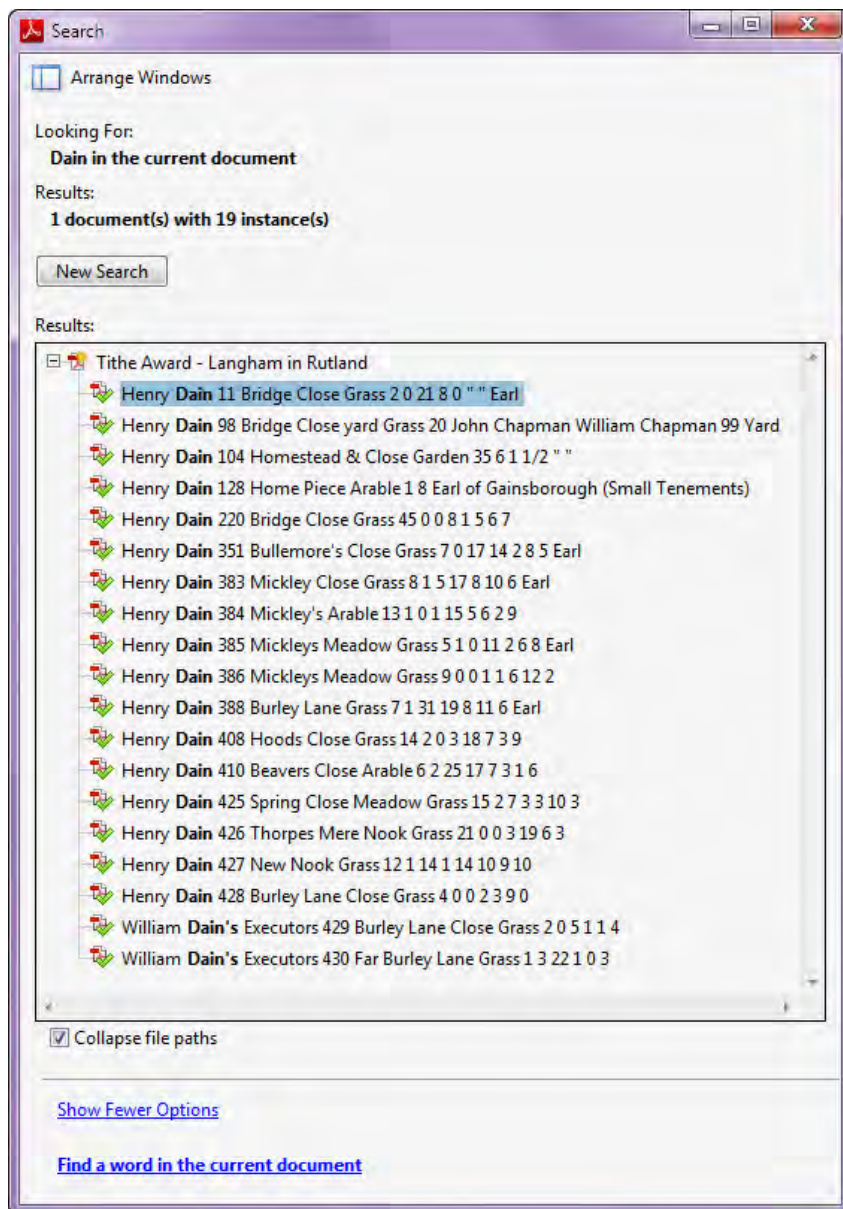 Search
Arrange Windows
Looking For:
Dain in the current document
Results:
1 document(s) with 19 instance(s)
New Search
Results:
Tithe Award - Langham in Rutland
Henry Dain 11 Bridge Close Grass 2 0 21 8 0 " " Earl
Henry Dain 98 Bridge Close yard Grass 20 John Chapman William Chapman 99 Yard
Henry Dain 104 Homestead & Close Garden 35 6 1 1/2 " "
Henry Dain 128 Home Piece Arable 1 8 Earl of Gainsborough (Small Tenements)
Henry Dain 220 Bridge Close Grass 45 0 0 8 1 5 6 7
Henry Dain 351 Bullemore's Close Grass 7 0 17 14 2 8 5 Earl
Henry Dain 383 Mickley Close Grass 8 1 5 17 8 10 6 Earl
Henry Dain 384 Mickley's Arable 13 1 0 1 15 5 6 2 9
Henry Dain 385 Mickleys Meadow Grass 5 1 0 11 2 6 8 Earl
Henry Dain 386 Mickleys Meadow Grass 9 0 0 1 1 6 12 2
Henry Dain 388 Burley Lane Grass 7 1 31 19 8 11 6 Earl
Henry Dain 408 Hoods Close Grass 14 2 0 3 18 7 3 9
Henry Dain 410 Beavers Close Arable 6 2 25 17 7 3 1 6
Henry Dain 425 Spring Close Meadow Grass 15 2 7 3 3 10 3
Henry Dain 426 Thorpes Mere Nook Grass 21 0 0 3 19 6 3
Henry Dain 427 New Nook Grass 12 1 14 1 14 10 9 10
Henry Dain 428 Burley Lane Close Grass 4 0 0 2 3 9 0
William Dain's Executors 429 Burley Lane Close Grass 2 0 5 1 1 4
William Dain's Executors 430 Far Burley Lane Grass 1 3 22 1 0 3
Collapse file paths
Show Fewer Options
Find a word in the current document